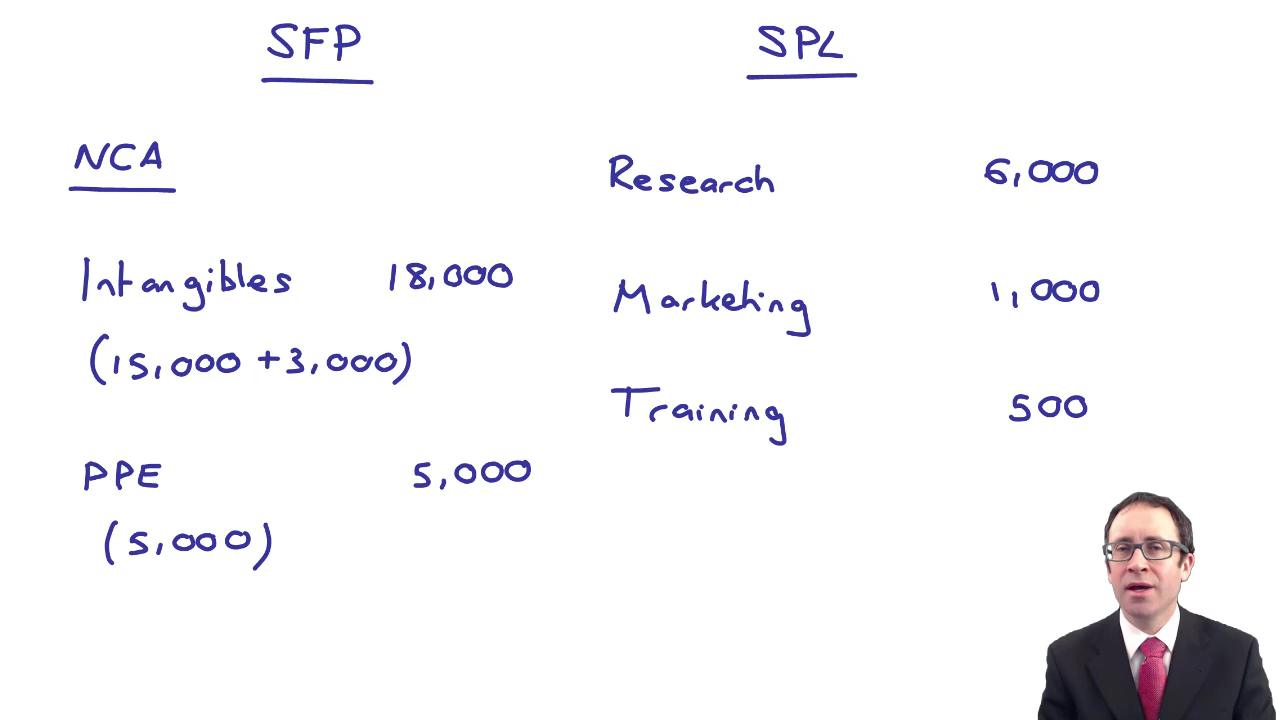 SFP
NCA
Intangibles 18,000
(15,000 + 3,000)
PPE 5,000
(5,000)
SPL
Research 6,000
Marketing 1,000
Training 500